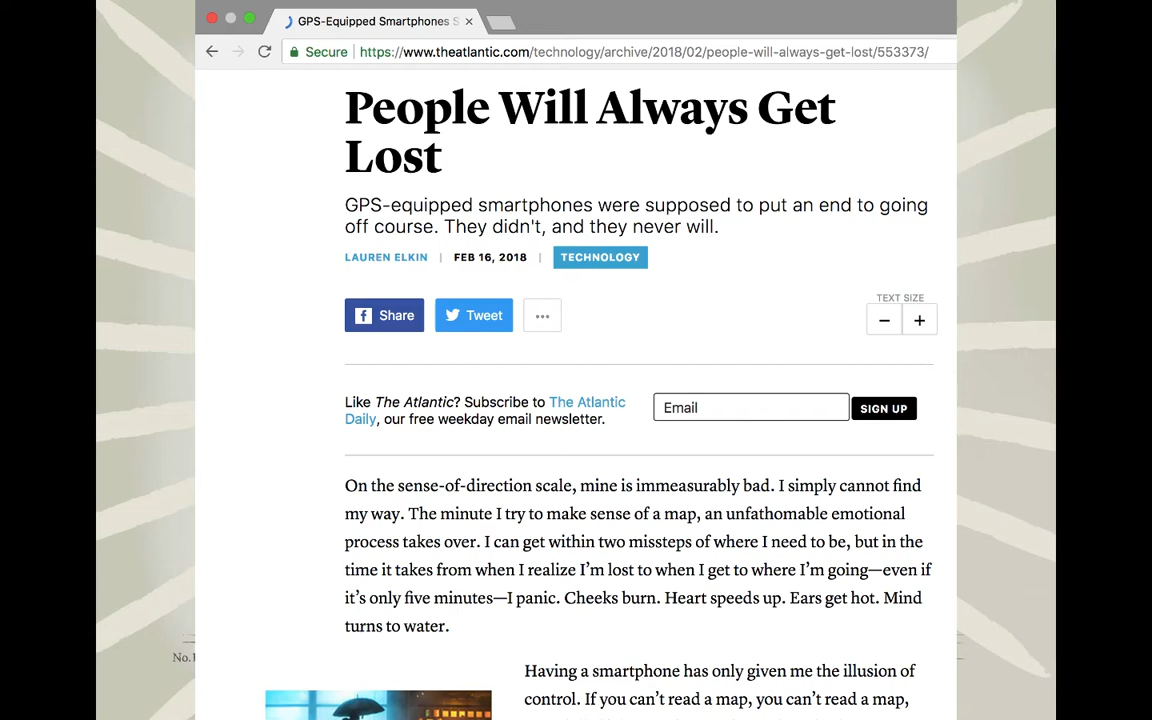 GPS-Equipped Smartphones S
Secure https://www.theatlantic.com/technology/archive/2018/02/people-will-always-get-lost/553373/
People Will Always Get
Lost
GPS-equipped smartphones were supposed to put an end to going
off course. They didn't, and they never will.
LAUREN ELKIN | FEB 16, 2018 | TECHNOLOGY
Share Tweet ...
TEXT SIZE
− +
Like The Atlantic? Subscribe to The Atlantic
Daily, our free weekday email newsletter.
Email SIGN UP
On the sense-of-direction scale, mine is immeasurably bad. I simply cannot find
my way. The minute I try to make sense of a map, an unfathomable emotional
process takes over. I can get within two missteps of where I need to be, but in the
time it takes from when I realize I’m lost to when I get to where I’m going—even if
it’s only five minutes—I panic. Cheeks burn. Heart speeds up. Ears get hot. Mind
turns to water.
No.1
Having a smartphone has only given me the illusion of
control. If you can’t read a map, you can’t read a map,